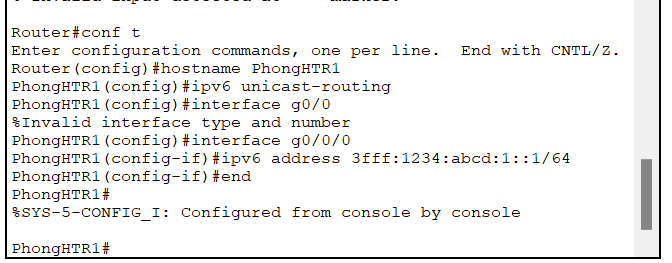 Router#conf t
Enter configuration commands, one per line.  End with CNTL/Z.
Router(config)#hostname PhongHTR1
PhongHTR1(config)#ipv6 unicast-routing
PhongHTR1(config)#interface g0/0
%Invalid interface type and number
PhongHTR1(config)#interface g0/0/0
PhongHTR1(config-if)#ipv6 address 3fff:1234:abcd:1::1/64
PhongHTR1(config-if)#end
PhongHTR1#
%SYS-5-CONFIG_I: Configured from console by console
PhongHTR1#